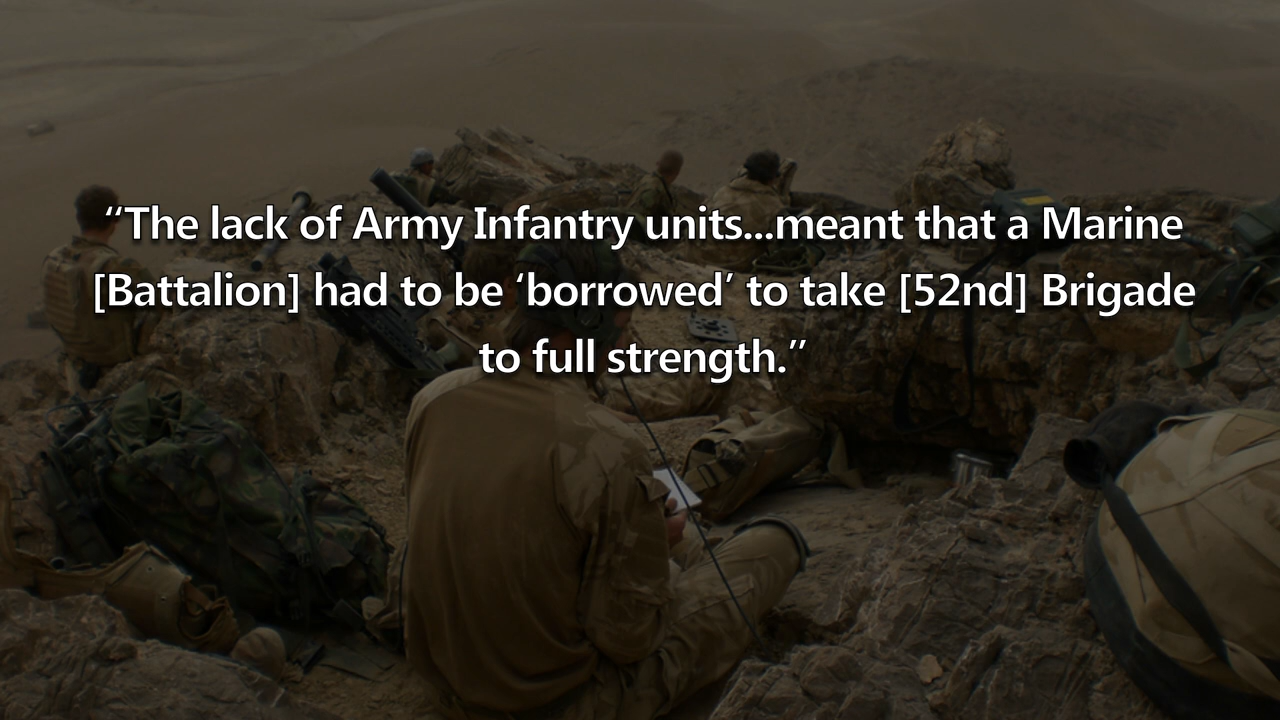 “The lack of Army Infantry units...meant that a Marine
[Battalion] had to be ‘borrowed’ to take [52nd] Brigade
to full strength.”